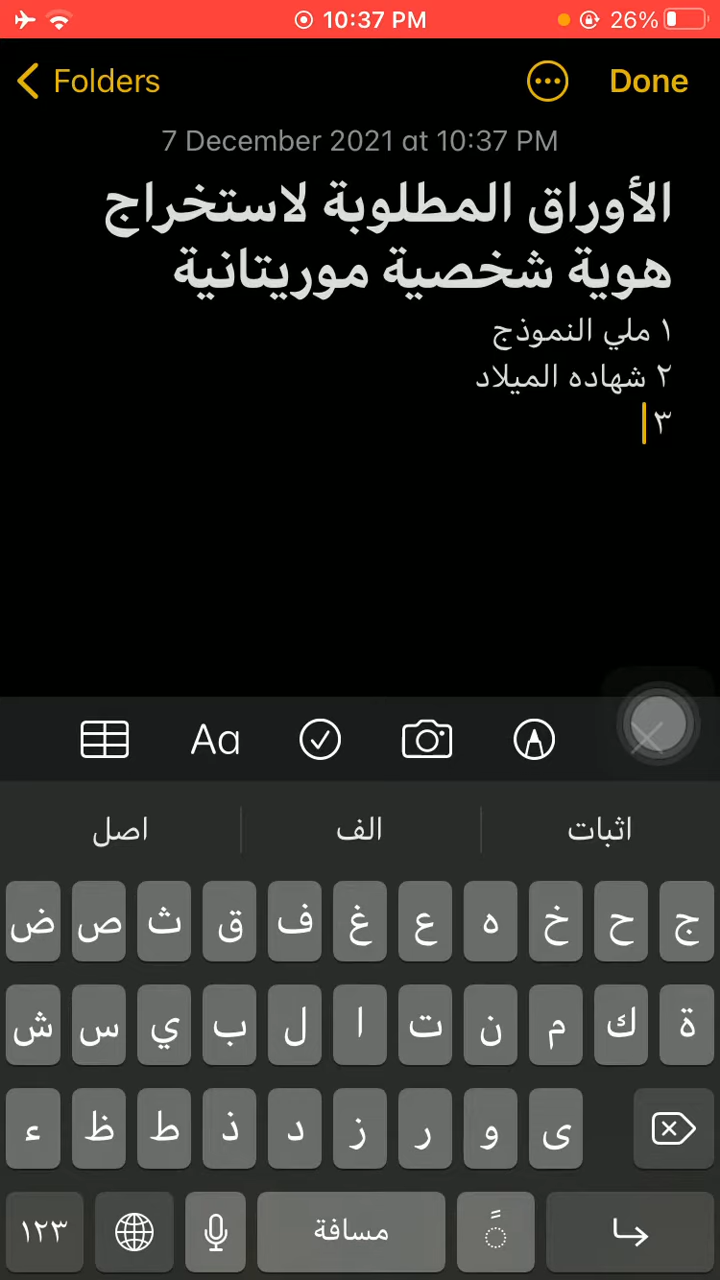 10:37 PM
26%
Folders
Done
7 December 2021 at 10:37 PM
الأوراق المطلوبة لاستخراج
هوية شخصية موريتانية
١ ملي النموذج
٢ شهاده الميلاد
٣
Aa
اثبات
الف
اصل
ض ص ث ق ف غ ع ه خ ح ج
ش س ي ب ل ا ت ن م ك ة
ء ظ ط ذ د ز ر و ى
١٢٣
مسافة